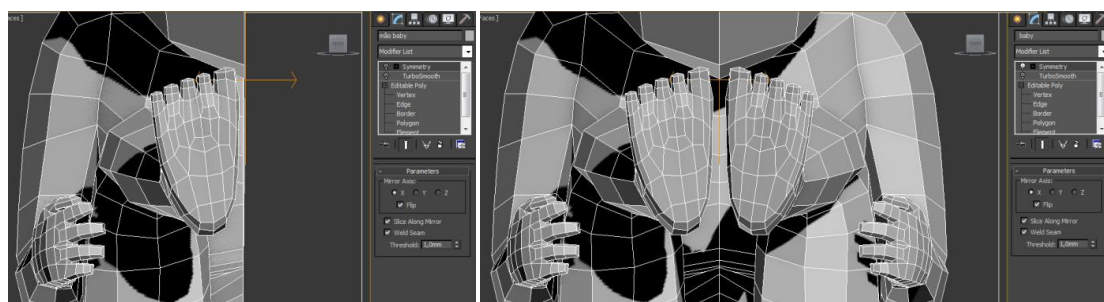 aces ]
mão baby
Modifier List
Symmetry
TurboSmooth
Editable Poly
Vertex
Edge
Border
Polygon
Element
Parameters
Mirror Axis:
X Y Z
Flip
Slice Along Mirror
Weld Seam
Threshold: 1,0mm
aces ]
baby
Modifier List
Symmetry
TurboSmooth
Editable Poly
Vertex
Edge
Border
Polygon
Element
Parameters
Mirror Axis:
X Y Z
Flip
Slice Along Mirror
Weld Seam
Threshold: 1,0mm